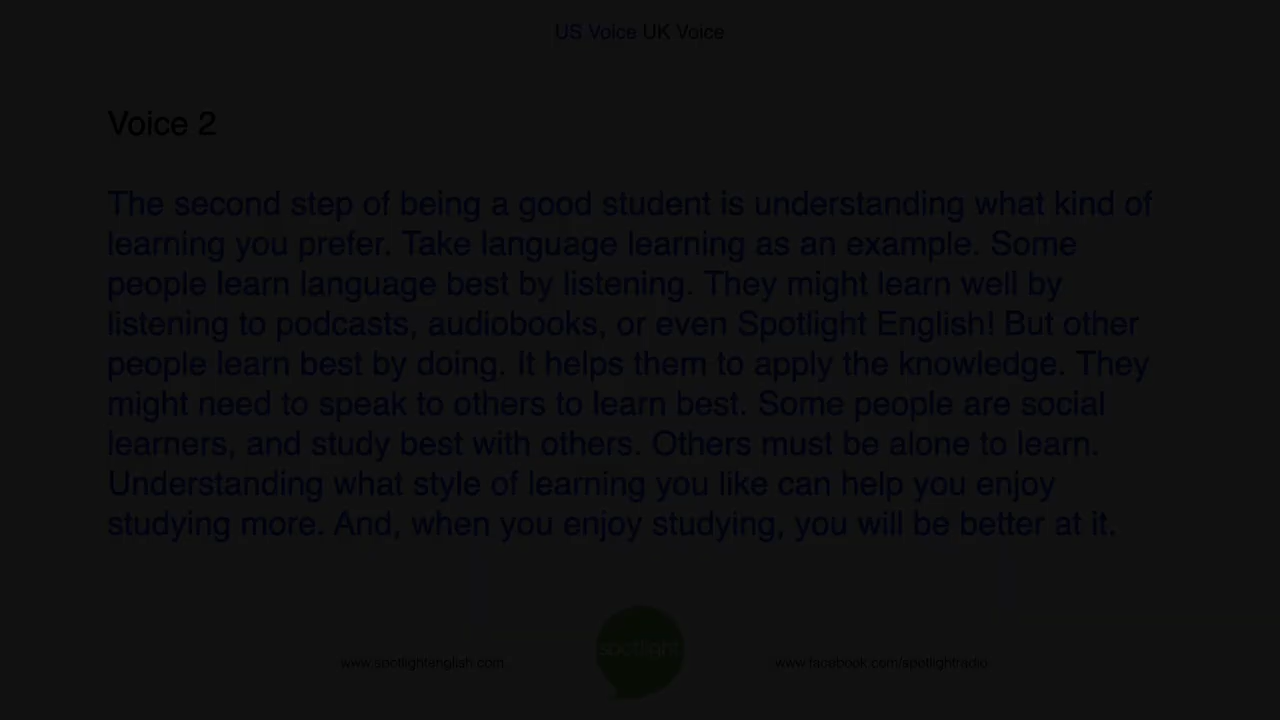 US Voice UK Voice
Voice 2
The second step of being a good student is understanding what kind of
learning you prefer. Take language learning as an example. Some
people learn language best by listening. They might learn well by
listening to podcasts, audiobooks, or even Spotlight English! But other
people learn best by doing. It helps them to apply the knowledge. They
might need to speak to others to learn best. Some people are social
learners, and study best with others. Others must be alone to learn.
Understanding what style of learning you like can help you enjoy
studying more. And, when you enjoy studying, you will be better at it.
spotlight
www.spotlightenglish.com
www.facebook.com/spotlightradio